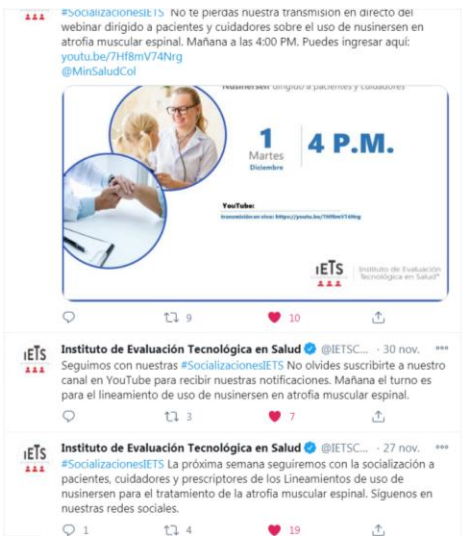 #SocializacionesIETS No te pierdas nuestra transmisión en directo del
webinar dirigido a pacientes y cuidadores sobre el uso de nusinersen en
atrofia muscular espinal. Mañana a las 4:00 PM. Puedes ingresar aquí:
youtu.be/7Hf8mV74Nrg
@MinSaludCol
Nusinersen dirigido a pacientes y cuidadores
1
Martes
Diciembre
4 P.M.
YouTube:
transmisión en vivo: https://youtu.be/7Hf8mV74Nrg
IETS
Instituto de Evaluación
Tecnológica en Salud®
9 10
IETS
Instituto de Evaluación Tecnológica en Salud @IETSC... · 30 nov.
Seguimos con nuestras #SocializacionesIETS No olvides suscribirte a nuestro
canal en YouTube para recibir nuestras notificaciones. Mañana el turno es
para el lineamiento de uso de nusinersen en atrofia muscular espinal.
3 7
IETS
Instituto de Evaluación Tecnológica en Salud @IETSC... · 27 nov.
#SocializacionesIETS La próxima semana seguiremos con la socialización a
pacientes, cuidadores y prescriptores de los Lineamientos de uso de
nusinersen para el tratamiento de la atrofia muscular espinal. Síguenos en
nuestras redes sociales.
1 4 19